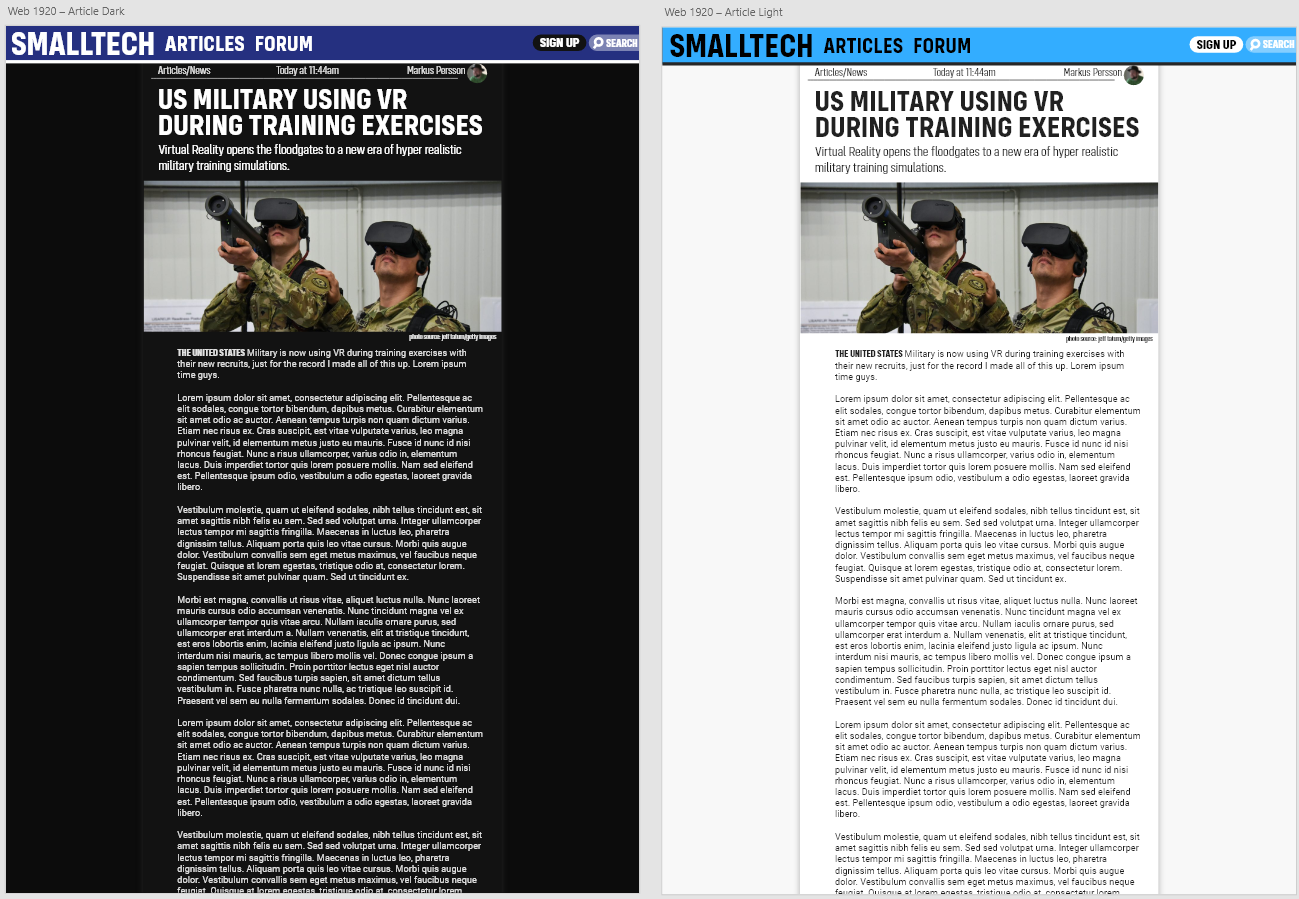 Web 1920 – Article Dark
SMALLTECH ARTICLES FORUM SIGN UP SEARCH
Articles/News Today at 11:44am Markus Persson
US MILITARY USING VR
DURING TRAINING EXERCISES
Virtual Reality opens the floodgates to a new era of hyper realistic
military training simulations.
photo source: jeff tatum/getty images
THE UNITED STATES Military is now using VR during training exercises with
their new recruits, just for the record I made all of this up. Lorem ipsum
time guys.
Lorem ipsum dolor sit amet, consectetur adipiscing elit. Pellentesque ac
elit sodales, congue tortor bibendum, dapibus metus. Curabitur elementum
sit amet odio ac auctor. Aenean tempus turpis non quam dictum varius.
Etiam nec risus ex. Cras suscipit, est vitae vulputate varius, leo magna
pulvinar velit, id elementum metus justo eu mauris. Fusce id nunc id nisi
rhoncus feugiat. Nunc a risus ullamcorper, varius odio in, elementum
lacus. Duis imperdiet tortor quis lorem posuere mollis. Nam sed eleifend
est. Pellentesque ipsum odio, vestibulum a odio egestas, laoreet gravida
libero.
Vestibulum molestie, quam ut eleifend sodales, nibh tellus tincidunt est, sit
amet sagittis nibh felis eu sem. Sed sed volutpat urna. Integer ullamcorper
lectus tempor mi sagittis fringilla. Maecenas in luctus leo, pharetra
dignissim tellus. Aliquam porta quis leo vitae cursus. Morbi quis augue
dolor. Vestibulum convallis sem eget metus maximus, vel faucibus neque
feugiat. Quisque at lorem egestas, tristique odio at, consectetur lorem.
Suspendisse sit amet pulvinar quam. Sed ut tincidunt ex.
Morbi est magna, convallis ut risus vitae, aliquet luctus nulla. Nunc laoreet
mauris cursus odio accumsan venenatis. Nunc tincidunt magna vel ex
ullamcorper tempor quis vitae arcu. Nullam iaculis ornare purus, sed
ullamcorper erat interdum a. Nullam venenatis, elit at tristique tincidunt,
est eros lobortis enim, lacinia eleifend justo ligula ac ipsum. Nunc
interdum nisi mauris, ac tempus libero mollis vel. Donec congue ipsum a
sapien tempus sollicitudin. Proin porttitor lectus eget nisl auctor
condimentum. Sed faucibus turpis sapien, sit amet dictum tellus
vestibulum in. Fusce pharetra nunc nulla, ac tristique leo suscipit id.
Praesent vel sem eu nulla fermentum sodales. Donec id tincidunt dui.
Lorem ipsum dolor sit amet, consectetur adipiscing elit. Pellentesque ac
elit sodales, congue tortor bibendum, dapibus metus. Curabitur elementum
sit amet odio ac auctor. Aenean tempus turpis non quam dictum varius.
Etiam nec risus ex. Cras suscipit, est vitae vulputate varius, leo magna
pulvinar velit, id elementum metus justo eu mauris. Fusce id nunc id nisi
rhoncus feugiat. Nunc a risus ullamcorper, varius odio in, elementum
lacus. Duis imperdiet tortor quis lorem posuere mollis. Nam sed eleifend
est. Pellentesque ipsum odio, vestibulum a odio egestas, laoreet gravida
libero.
Vestibulum molestie, quam ut eleifend sodales, nibh tellus tincidunt est, sit
amet sagittis nibh felis eu sem. Sed sed volutpat urna. Integer ullamcorper
lectus tempor mi sagittis fringilla. Maecenas in luctus leo, pharetra
dignissim tellus. Aliquam porta quis leo vitae cursus. Morbi quis augue
dolor. Vestibulum convallis sem eget metus maximus, vel faucibus neque
feugiat. Quisque at lorem egestas, tristique odio at, consectetur lorem.
Web 1920 – Article Light
SMALLTECH ARTICLES FORUM SIGN UP SEARCH
Articles/News Today at 11:44am Markus Persson
US MILITARY USING VR
DURING TRAINING EXERCISES
Virtual Reality opens the floodgates to a new era of hyper realistic
military training simulations.
photo source: jeff tatum/getty images
THE UNITED STATES Military is now using VR during training exercises with
their new recruits, just for the record I made all of this up. Lorem ipsum
time guys.
Lorem ipsum dolor sit amet, consectetur adipiscing elit. Pellentesque ac
elit sodales, congue tortor bibendum, dapibus metus. Curabitur elementum
sit amet odio ac auctor. Aenean tempus turpis non quam dictum varius.
Etiam nec risus ex. Cras suscipit, est vitae vulputate varius, leo magna
pulvinar velit, id elementum metus justo eu mauris. Fusce id nunc id nisi
rhoncus feugiat. Nunc a risus ullamcorper, varius odio in, elementum
lacus. Duis imperdiet tortor quis lorem posuere mollis. Nam sed eleifend
est. Pellentesque ipsum odio, vestibulum a odio egestas, laoreet gravida
libero.
Vestibulum molestie, quam ut eleifend sodales, nibh tellus tincidunt est, sit
amet sagittis nibh felis eu sem. Sed sed volutpat urna. Integer ullamcorper
lectus tempor mi sagittis fringilla. Maecenas in luctus leo, pharetra
dignissim tellus. Aliquam porta quis leo vitae cursus. Morbi quis augue
dolor. Vestibulum convallis sem eget metus maximus, vel faucibus neque
feugiat. Quisque at lorem egestas, tristique odio at, consectetur lorem.
Suspendisse sit amet pulvinar quam. Sed ut tincidunt ex.
Morbi est magna, convallis ut risus vitae, aliquet luctus nulla. Nunc laoreet
mauris cursus odio accumsan venenatis. Nunc tincidunt magna vel ex
ullamcorper tempor quis vitae arcu. Nullam iaculis ornare purus, sed
ullamcorper erat interdum a. Nullam venenatis, elit at tristique tincidunt,
est eros lobortis enim, lacinia eleifend justo ligula ac ipsum. Nunc
interdum nisi mauris, ac tempus libero mollis vel. Donec congue ipsum a
sapien tempus sollicitudin. Proin porttitor lectus eget nisl auctor
condimentum. Sed faucibus turpis sapien, sit amet dictum tellus
vestibulum in. Fusce pharetra nunc nulla, ac tristique leo suscipit id.
Praesent vel sem eu nulla fermentum sodales. Donec id tincidunt dui.
Lorem ipsum dolor sit amet, consectetur adipiscing elit. Pellentesque ac
elit sodales, congue tortor bibendum, dapibus metus. Curabitur elementum
sit amet odio ac auctor. Aenean tempus turpis non quam dictum varius.
Etiam nec risus ex. Cras suscipit, est vitae vulputate varius, leo magna
pulvinar velit, id elementum metus justo eu mauris. Fusce id nunc id nisi
rhoncus feugiat. Nunc a risus ullamcorper, varius odio in, elementum
lacus. Duis imperdiet tortor quis lorem posuere mollis. Nam sed eleifend
est. Pellentesque ipsum odio, vestibulum a odio egestas, laoreet gravida
libero.
Vestibulum molestie, quam ut eleifend sodales, nibh tellus tincidunt est, sit
amet sagittis nibh felis eu sem. Sed sed volutpat urna. Integer ullamcorper
lectus tempor mi sagittis fringilla. Maecenas in luctus leo, pharetra
dignissim tellus. Aliquam porta quis leo vitae cursus. Morbi quis augue
dolor. Vestibulum convallis sem eget metus maximus, vel faucibus neque
feugiat. Quisque at lorem egestas, tristique odio at, consectetur lorem.